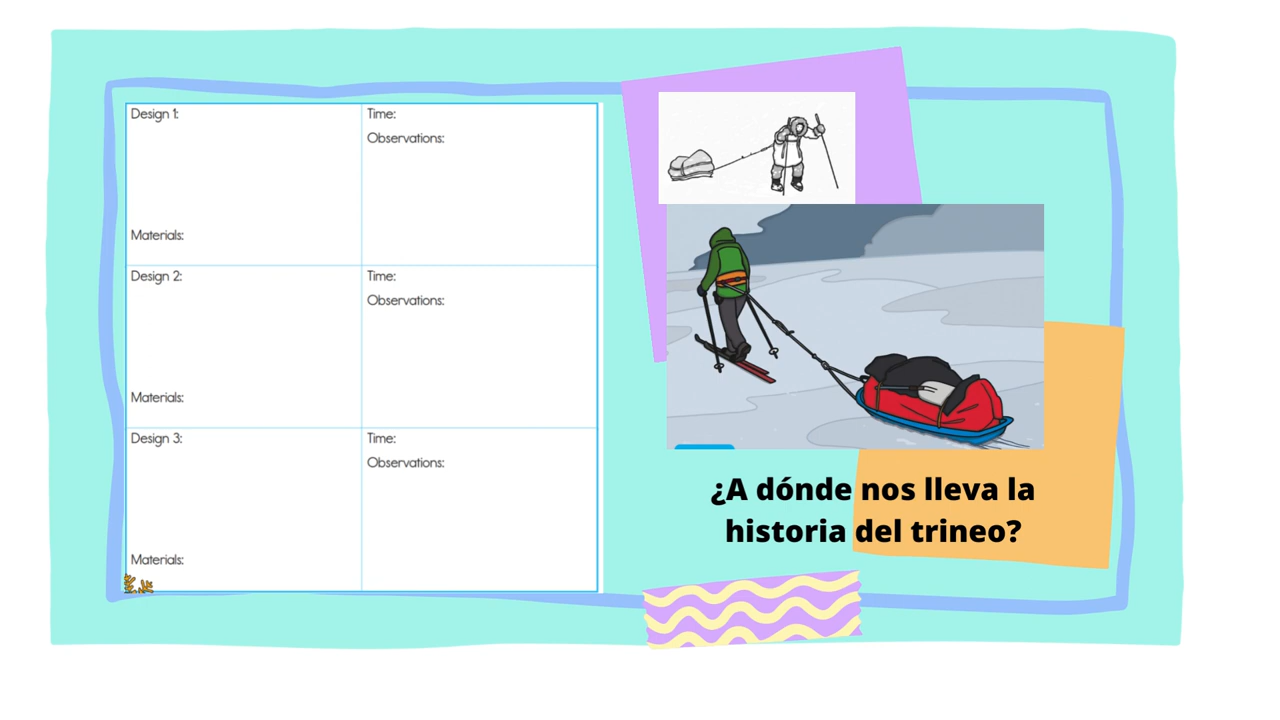 Design 1:
Time:
Observations:
Materials:
Design 2:
Time:
Observations:
Materials:
Design 3:
Time:
Observations:
Materials:
¿A dónde nos lleva la
historia del trineo?